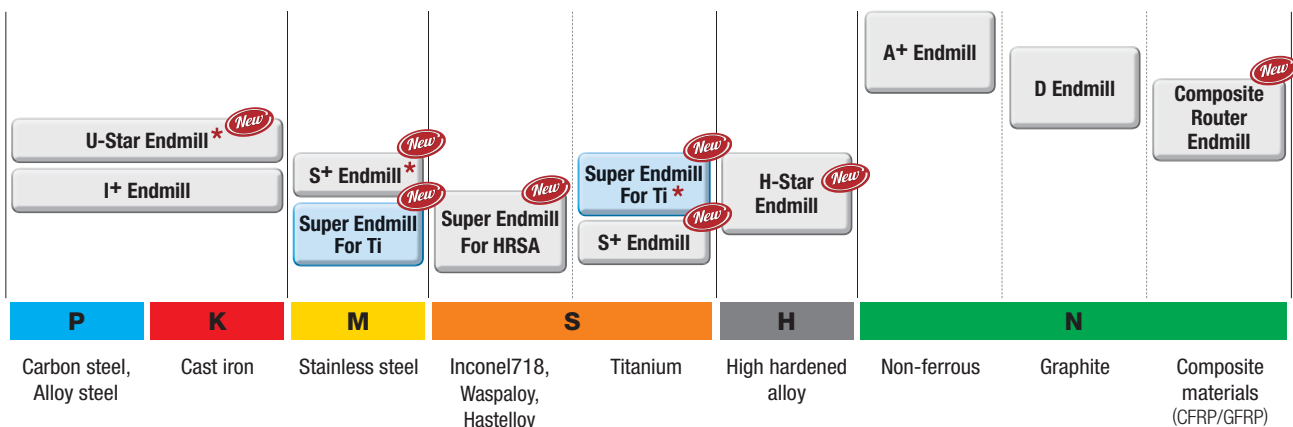 A+ Endmill
D Endmill
New
Composite
Router
Endmill
New
U-Star Endmill*
I+ Endmill
New
S+ Endmill*
New
Super Endmill
For Ti
New
Super Endmill
For HRSA
New
Super Endmill
For Ti*
New
S+ Endmill
New
H-Star
Endmill
P
K
M
S
H
N
Carbon steel,
Alloy steel
Cast iron
Stainless steel
Inconel718,
Waspaloy,
Hastelloy
Titanium
High hardened
alloy
Non-ferrous
Graphite
Composite
materials
(CFRP/GFRP)